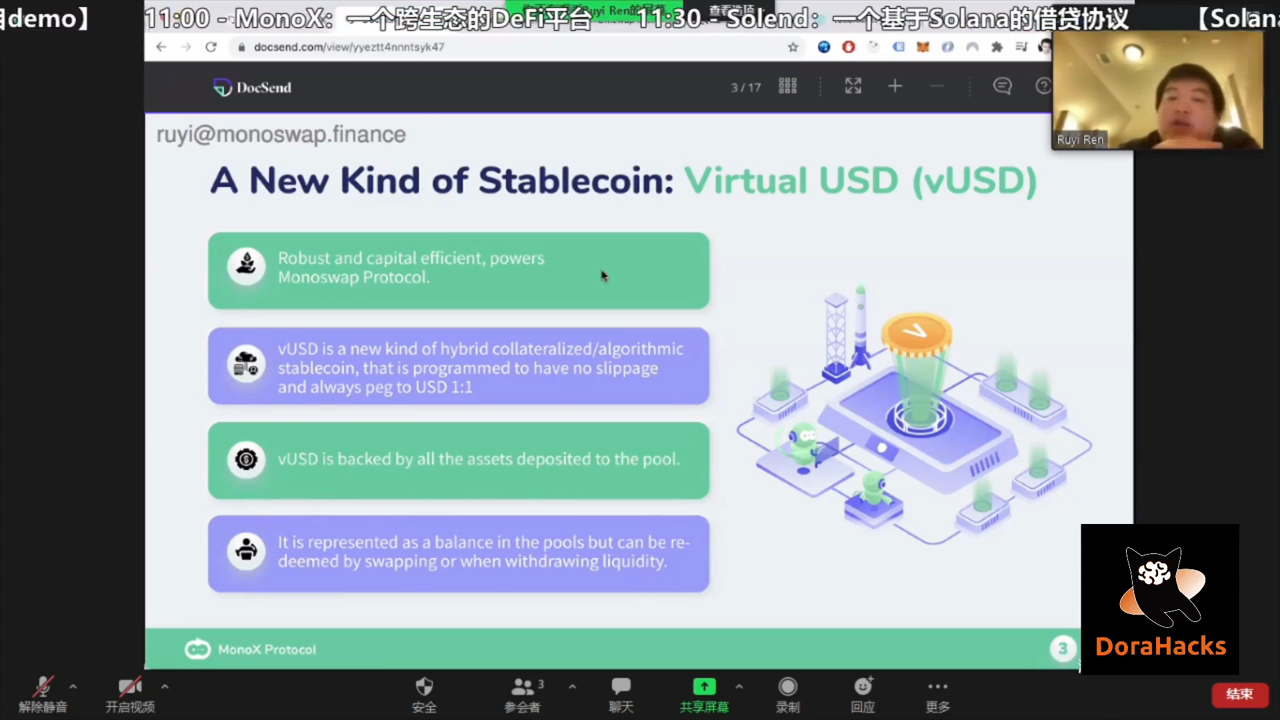 目demo】
11:00 - MonoX: 一个跨生态的DeFi平台
11:30 - Solend: 一个基于Solana的借贷协议
【Solana
docsend.com/view/yyeztt4nnntsyk47
DocSend
3 / 17
ruyi@monoswap.finance
Ruyi Ren
A New Kind of Stablecoin: Virtual USD (vUSD)
Robust and capital efficient, powers
Monoswap Protocol.
vUSD is a new kind of hybrid collateralized/algorithmic
stablecoin, that is programmed to have no slippage
and always peg to USD 1:1
vUSD is backed by all the assets deposited to the pool.
It is represented as a balance in the pools but can be re-
deemed by swapping or when withdrawing liquidity.
MonoX Protocol
3
DoraHacks
解除静音
开启视频
安全
3
参会者
聊天
共享屏幕
录制
回应
更多
结束